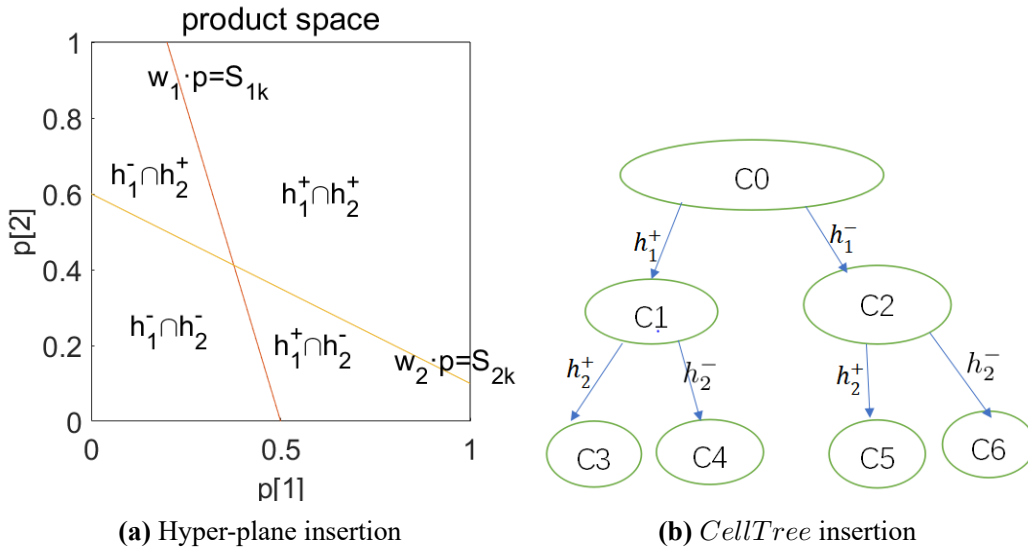 product space
1
w₁·p=S₁ₖ
0.8
h₁⁻∩h₂⁺
0.6
h₁⁺∩h₂⁺
p[2]
0.4
h₁⁻∩h₂⁻
h₁⁺∩h₂⁻
0.2
w₂·p=S₂ₖ
0
0
0.5
1
p[1]
(a) Hyper-plane insertion
C0
h₁⁺
h₁⁻
C1
C2
h₂⁺
h₂⁻
h₂⁺
h₂⁻
C3
C4
C5
C6
(b) CellTree insertion